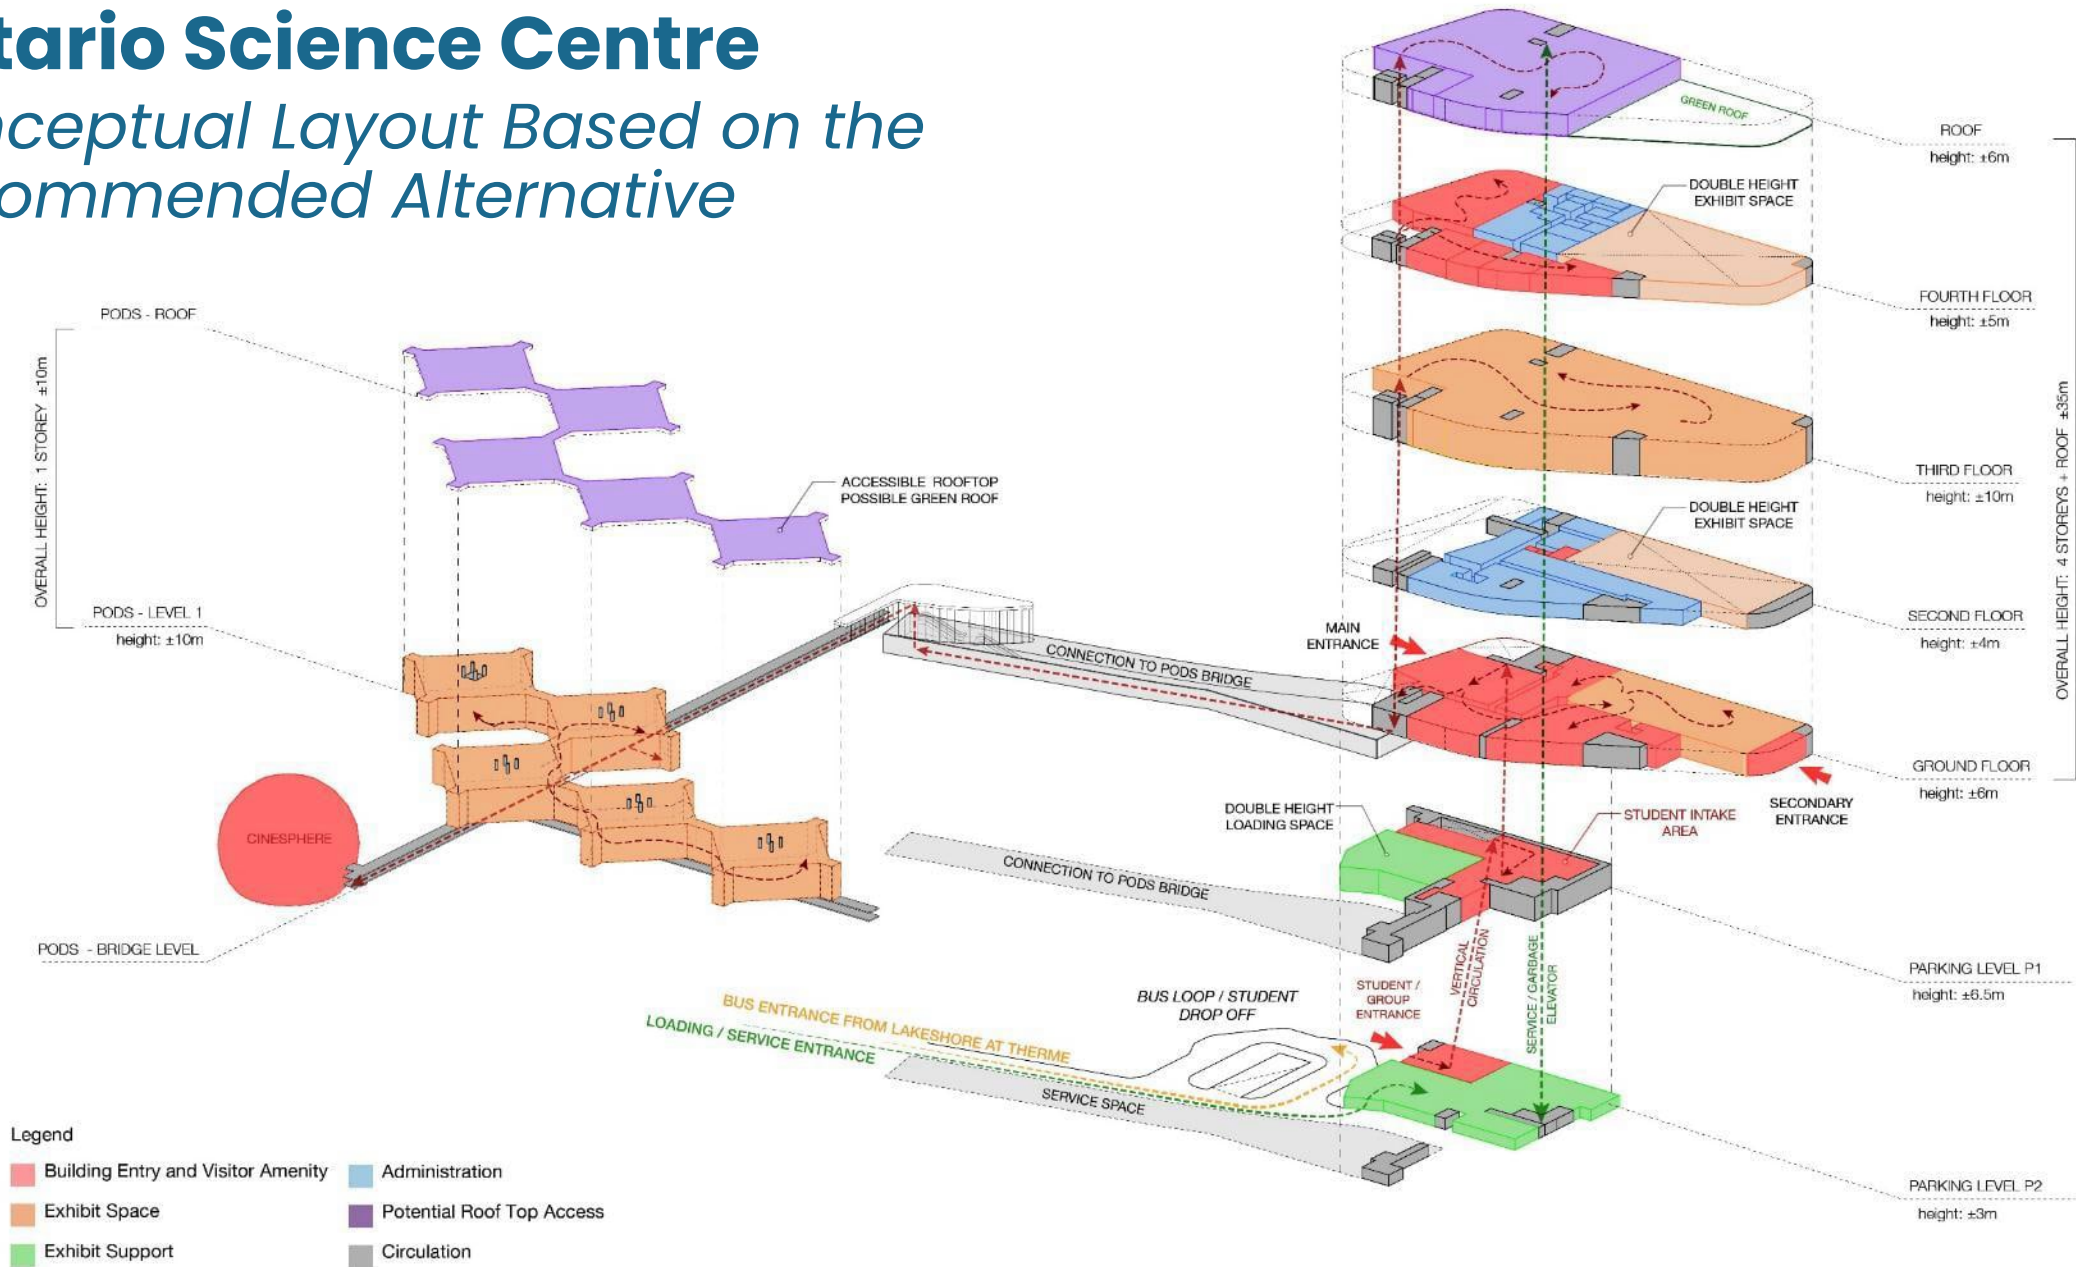 tario Science Centre
nceptual Layout Based on the
ommended Alternative
PODS - ROOF
OVERALL HEIGHT: 1 STOREY ±10m
ACCESSIBLE ROOFTOP
POSSIBLE GREEN ROOF
PODS - LEVEL 1
height: ±10m
CINESPHERE
PODS - BRIDGE LEVEL
GREEN ROOF
ROOF
height: ±6m
DOUBLE HEIGHT
EXHIBIT SPACE
FOURTH FLOOR
height: ±5m
THIRD FLOOR
height: ±10m
DOUBLE HEIGHT
EXHIBIT SPACE
SECOND FLOOR
height: ±4m
OVERALL HEIGHT: 4 STOREYS + ROOF ±35m
MAIN
ENTRANCE
CONNECTION TO PODS BRIDGE
GROUND FLOOR
height: ±6m
SECONDARY
ENTRANCE
DOUBLE HEIGHT
LOADING SPACE
STUDENT INTAKE
AREA
CONNECTION TO PODS BRIDGE
PARKING LEVEL P1
height: ±6.5m
VERTICAL
CIRCULATION
SERVICE / GARBAGE
ELEVATOR
STUDENT /
GROUP
ENTRANCE
BUS LOOP / STUDENT
DROP OFF
BUS ENTRANCE FROM LAKESHORE AT THERME
LOADING / SERVICE ENTRANCE
SERVICE SPACE
PARKING LEVEL P2
height: ±3m
Legend
Building Entry and Visitor Amenity
Administration
Exhibit Space
Potential Roof Top Access
Exhibit Support
Circulation